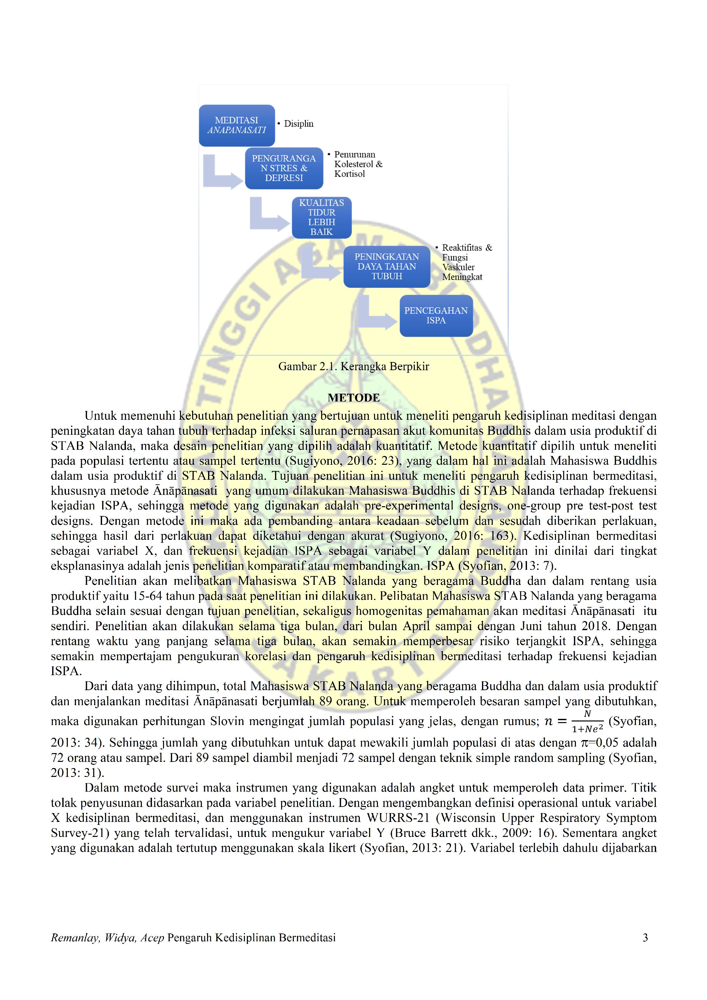 MEDITASI
ANAPANASATI
• Disiplin
PENGURANGA
N STRES &
DEPRESI
• Penurunan
Kolesterol &
Kortisol
KUALITAS
TIDUR
LEBIH
BAIK
PENINGKATAN
DAYA TAHAN
TUBUH
• Reaktifitas &
Fungsi
Vaskuler
Meningkat
PENCEGAHAN
ISPA
SEKOLAH TINGGI AGAMA BUDDHA NALANDA
* JAKARTA *
Gambar 2.1. Kerangka Berpikir
METODE
Untuk memenuhi kebutuhan penelitian yang bertujuan untuk meneliti pengaruh kedisiplinan meditasi dengan
peningkatan daya tahan tubuh terhadap infeksi saluran pernapasan akut komunitas Buddhis dalam usia produktif di
STAB Nalanda, maka desain penelitian yang dipilih adalah kuantitatif. Metode kuantitatif dipilih untuk meneliti
pada populasi tertentu atau sampel tertentu (Sugiyono, 2016: 23), yang dalam hal ini adalah Mahasiswa Buddhis
dalam usia produktif di STAB Nalanda. Tujuan penelitian ini untuk meneliti pengaruh kedisiplinan bermeditasi,
khususnya metode Ānāpānasati yang umum dilakukan Mahasiswa Buddhis di STAB Nalanda terhadap frekuensi
kejadian ISPA, sehingga metode yang digunakan adalah pre-experimental designs, one-group pre test-post test
designs. Dengan metode ini maka ada pembanding antara keadaan sebelum dan sesudah diberikan perlakuan,
sehingga hasil dari perlakuan dapat diketahui dengan akurat (Sugiyono, 2016: 163). Kedisiplinan bermeditasi
sebagai variabel X, dan frekuensi kejadian ISPA sebagai variabel Y dalam penelitian ini dinilai dari tingkat
eksplanasinya adalah jenis penelitian komparatif atau membandingkan. ISPA (Syofian, 2013: 7).
Penelitian akan melibatkan Mahasiswa STAB Nalanda yang beragama Buddha dan dalam rentang usia
produktif yaitu 15-64 tahun pada saat penelitian ini dilakukan. Pelibatan Mahasiswa STAB Nalanda yang beragama
Buddha selain sesuai dengan tujuan penelitian, sekaligus homogenitas pemahaman akan meditasi Ānāpānasati itu
sendiri. Penelitian akan dilakukan selama tiga bulan, dari bulan April sampai dengan Juni tahun 2018. Dengan
rentang waktu yang panjang selama tiga bulan, akan semakin memperbesar risiko terjangkit ISPA, sehingga
semakin mempertajam pengukuran korelasi dan pengaruh kedisiplinan bermeditasi terhadap frekuensi kejadian
ISPA.
Dari data yang dihimpun, total Mahasiswa STAB Nalanda yang beragama Buddha dan dalam usia produktif
dan menjalankan meditasi Ānāpānasati berjumlah 89 orang. Untuk memperoleh besaran sampel yang dibutuhkan,
maka digunakan perhitungan Slovin mengingat jumlah populasi yang jelas, dengan rumus; n = N/(1+Ne²) (Syofian,
2013: 34). Sehingga jumlah yang dibutuhkan untuk dapat mewakili jumlah populasi di atas dengan π=0,05 adalah
72 orang atau sampel. Dari 89 sampel diambil menjadi 72 sampel dengan teknik simple random sampling (Syofian,
2013: 31).
Dalam metode survei maka instrumen yang digunakan adalah angket untuk memperoleh data primer. Titik
tolak penyusunan didasarkan pada variabel penelitian. Dengan mengembangkan definisi operasional untuk variabel
X kedisiplinan bermeditasi, dan menggunakan instrumen WURRS-21 (Wisconsin Upper Respiratory Symptom
Survey-21) yang telah tervalidasi, untuk mengukur variabel Y (Bruce Barrett dkk., 2009: 16). Sementara angket
yang digunakan adalah tertutup menggunakan skala likert (Syofian, 2013: 21). Variabel terlebih dahulu dijabarkan
Remanlay, Widya, Acep Pengaruh Kedisiplinan Bermeditasi 3